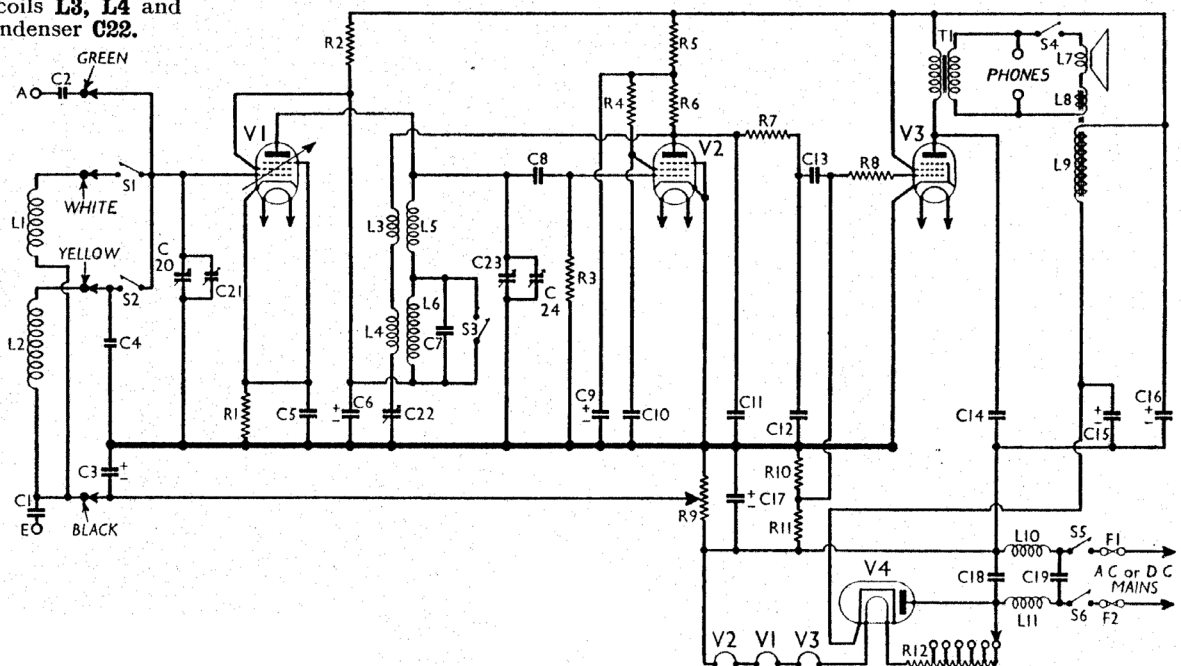 coils L3, L4 and
ndenser C22.
GREEN
C2
A
R2
R5
T1
S4
L7
PHONES
L8
V1
R4
R6
R7
V2
V3
L9
C8
C13
R8
S1
WHITE
L1
L3
L5
YELLOW
C
20
C21
S2
C23
C
24
R3
L6
L2
C4
L4
C7
S3
R1
C5
+
-
C6
C22
C9
+
-
C10
C11
C12
C14
+
-
C15
C16
+
-
C3
+
-
R10
C1
E
BLACK
R9
+
-
C17
R11
L10
S5
F1
V4
C18
C19
AC or DC
MAINS
L11
S6
F2
V2
V1
V3
R12